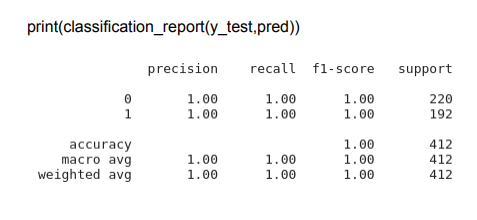 print(classification_report(y_test,pred))
precision recall f1-score support
0 1.00 1.00 1.00 220
1 1.00 1.00 1.00 192
accuracy 1.00 412
macro avg 1.00 1.00 1.00 412
weighted avg 1.00 1.00 1.00 412